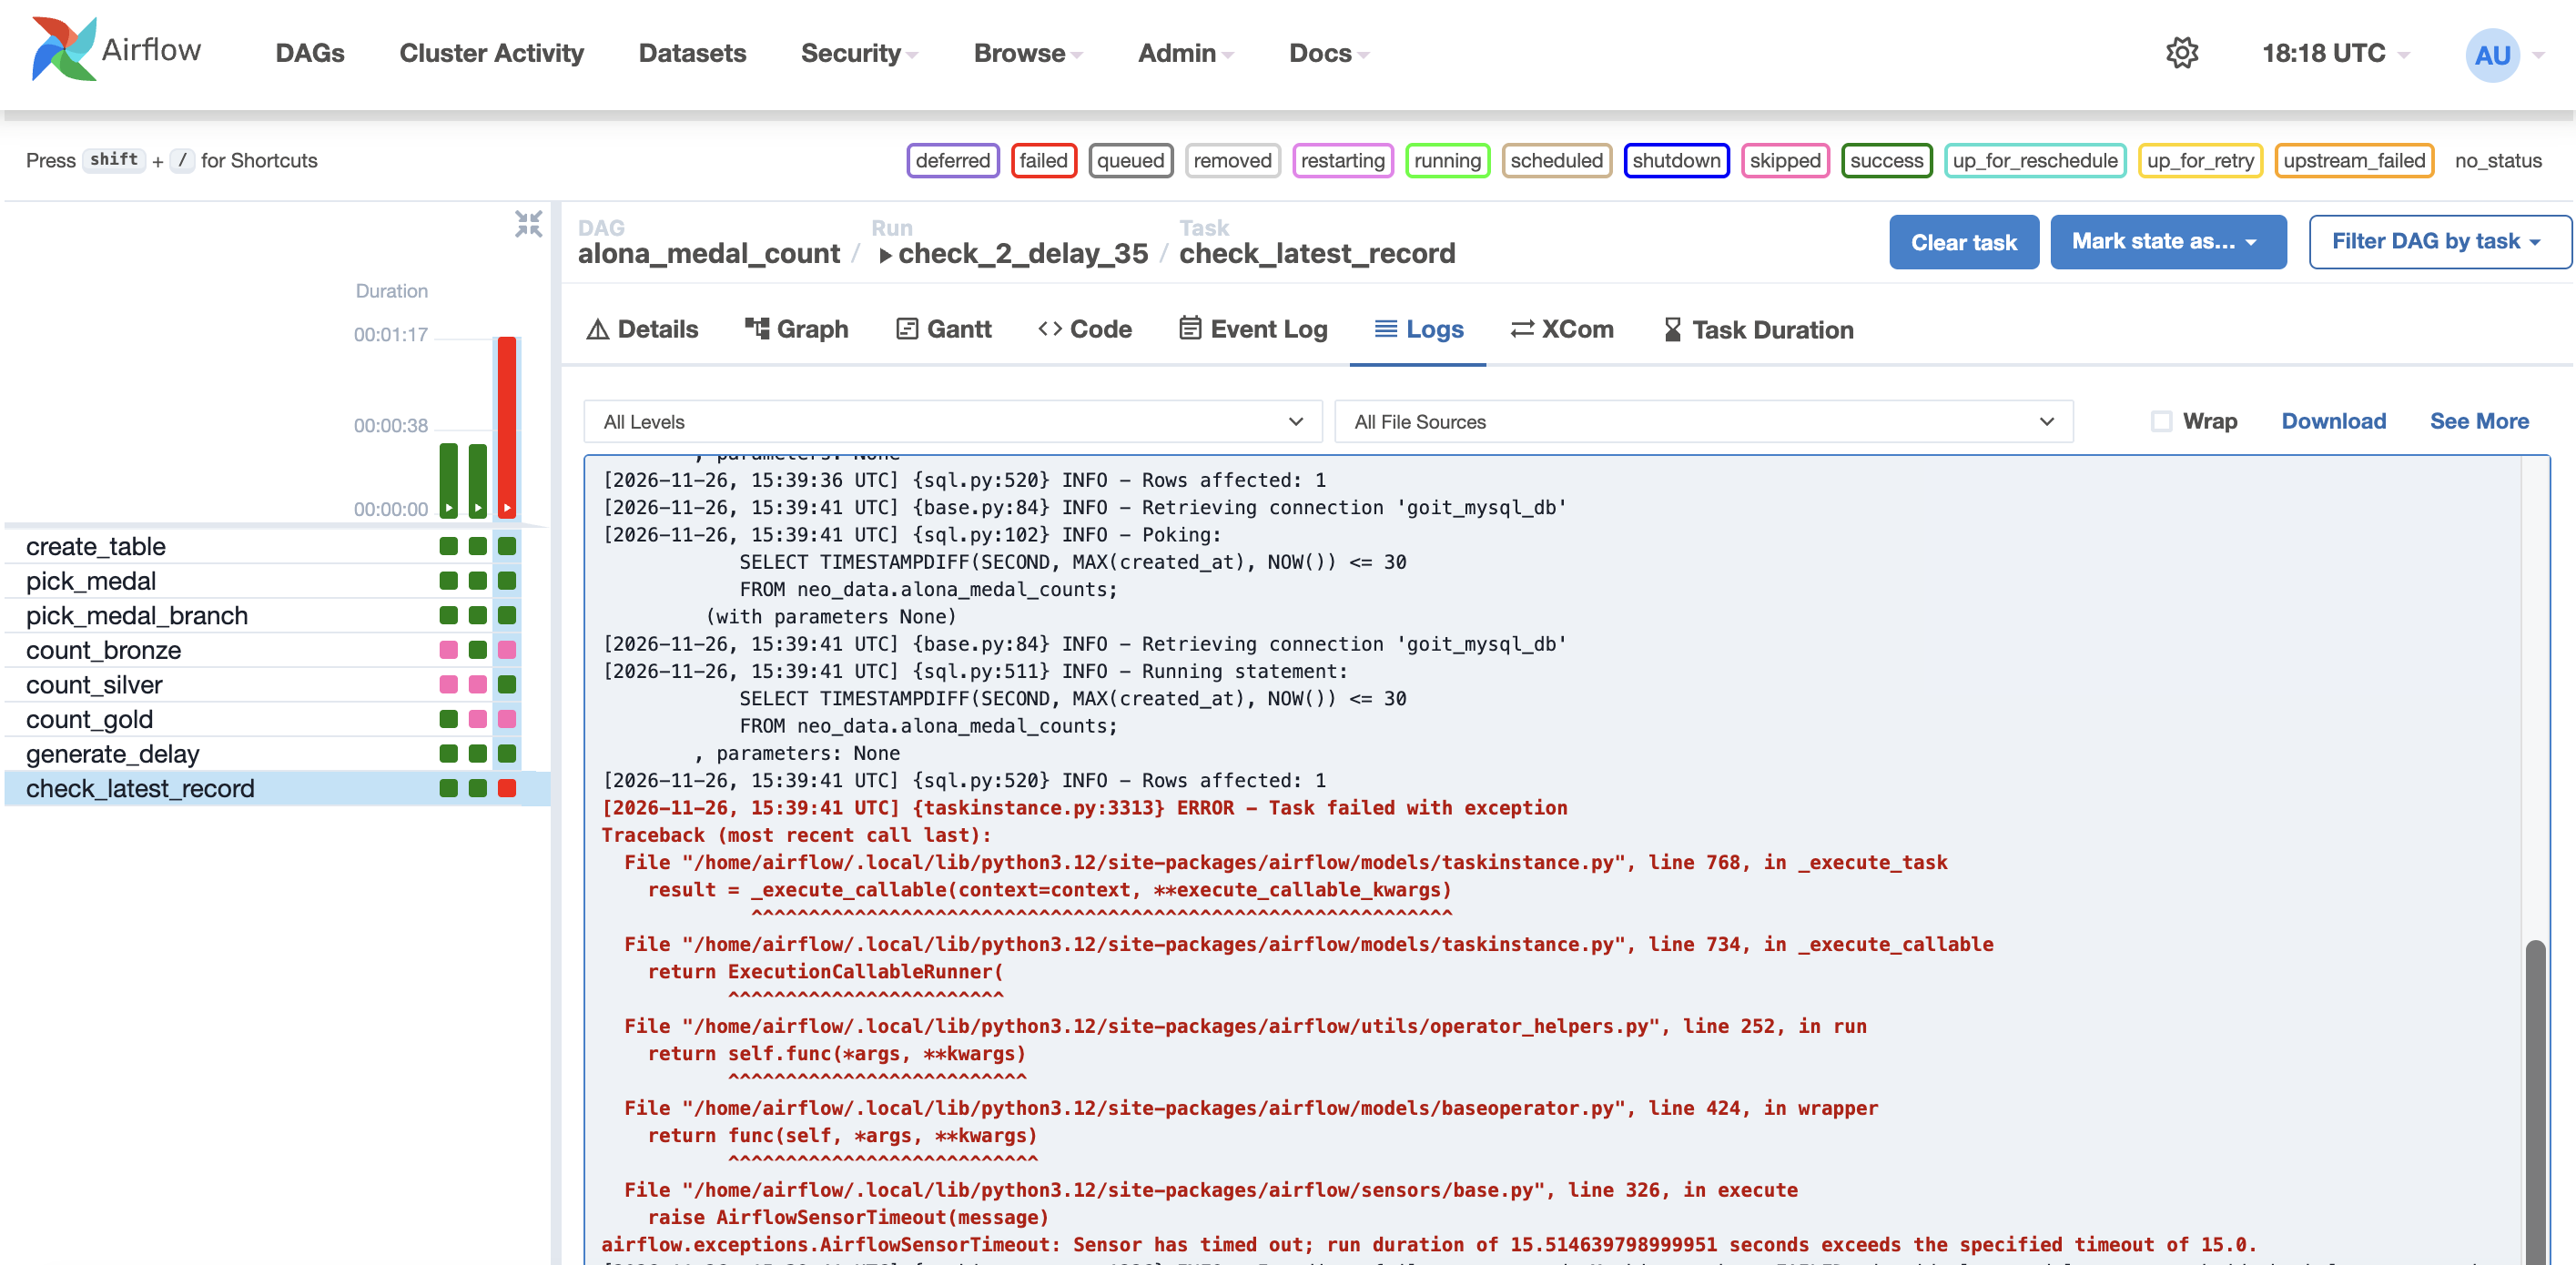 Airflow
DAGs Cluster Activity Datasets Security Browse Admin Docs 18:18 UTC AU
Press shift + / for Shortcuts
deferred failed queued removed restarting running scheduled shutdown skipped success up_for_reschedule up_for_retry upstream_failed no_status
DAG Run Task
alona_medal_count / check_2_delay_35 / check_latest_record
Clear task Mark state as... Filter DAG by task
Duration
00:01:17
00:00:38
00:00:00
create_table
pick_medal
pick_medal_branch
count_bronze
count_silver
count_gold
generate_delay
check_latest_record
Details Graph Gantt Code Event Log Logs XCom Task Duration
All Levels All File Sources Wrap Download See More
, parameters: None
[2026-11-26, 15:39:36 UTC] {sql.py:520} INFO - Rows affected: 1
[2026-11-26, 15:39:41 UTC] {base.py:84} INFO - Retrieving connection 'goit_mysql_db'
[2026-11-26, 15:39:41 UTC] {sql.py:102} INFO - Poking:
SELECT TIMESTAMPDIFF(SECOND, MAX(created_at), NOW()) <= 30
FROM neo_data.alona_medal_counts;
(with parameters None)
[2026-11-26, 15:39:41 UTC] {base.py:84} INFO - Retrieving connection 'goit_mysql_db'
[2026-11-26, 15:39:41 UTC] {sql.py:511} INFO - Running statement:
SELECT TIMESTAMPDIFF(SECOND, MAX(created_at), NOW()) <= 30
FROM neo_data.alona_medal_counts;
, parameters: None
[2026-11-26, 15:39:41 UTC] {sql.py:520} INFO - Rows affected: 1
[2026-11-26, 15:39:41 UTC] {taskinstance.py:3313} ERROR - Task failed with exception
Traceback (most recent call last):
File "/home/airflow/.local/lib/python3.12/site-packages/airflow/models/taskinstance.py", line 768, in _execute_task
result = _execute_callable(context=context, **execute_callable_kwargs)
^^^^^^^^^^^^^^^^^^^^^^^^^^^^^^^^^^^^^^^^^^^^^^^^^^^^^^^^^^^^^
File "/home/airflow/.local/lib/python3.12/site-packages/airflow/models/taskinstance.py", line 734, in _execute_callable
return ExecutionCallableRunner(
^^^^^^^^^^^^^^^^^^^^^^^^
File "/home/airflow/.local/lib/python3.12/site-packages/airflow/utils/operator_helpers.py", line 252, in run
return self.func(*args, **kwargs)
^^^^^^^^^^^^^^^^^^^^^^^^^^
File "/home/airflow/.local/lib/python3.12/site-packages/airflow/models/baseoperator.py", line 424, in wrapper
return func(self, *args, **kwargs)
^^^^^^^^^^^^^^^^^^^^^^^^^^^
File "/home/airflow/.local/lib/python3.12/site-packages/airflow/sensors/base.py", line 326, in execute
raise AirflowSensorTimeout(message)
airflow.exceptions.AirflowSensorTimeout: Sensor has timed out; run duration of 15.514639798999951 seconds exceeds the specified timeout of 15.0.